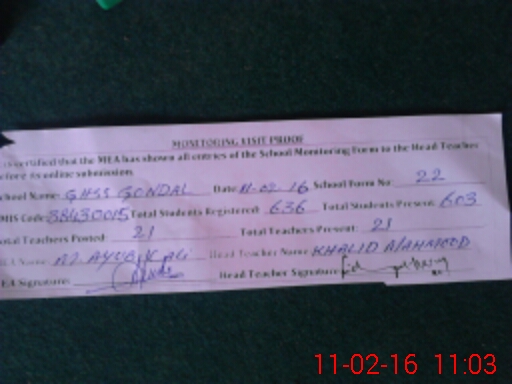 MONITORING VISIT PROOF
is certified that the MEA has shown all entries of the School Monitoring Form to the Head Teacher
before its online submission
School Name: GHSS GONDAL Date: 11-02-16 School Form No: 22
EMIS Code: 38430015 Total Students Registered: 636 Total Students Present: 603
Total Teachers Posted: 21 Total Teachers Present: 21
MEA Name: M AYUB ALI Head Teacher Name: KHALID MAHMOOD
MEA Signature: Head Teacher Signature:
11-02-16 11:03